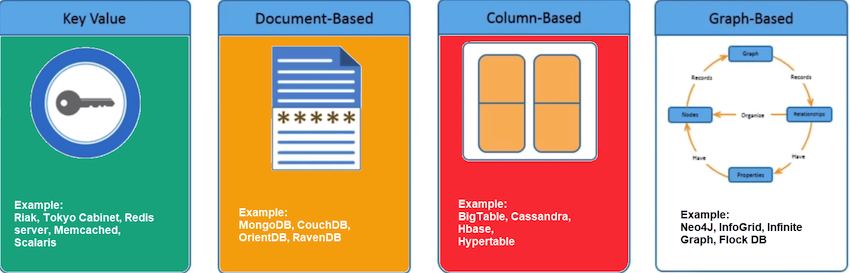 Key Value
Example:
Riak, Tokyo Cabinet, Redis
server, Memcached,
Scalaris
Document-Based
*****
Example:
MongoDB, CouchDB,
OrientDB, RavenDB
Column-Based
Example:
BigTable, Cassandra,
Hbase,
Hypertable
Graph-Based
Graph
Records
Records
Nodes
Organize
Relationships
Have
Have
Properties
Example:
Neo4J, InfoGrid, Infinite
Graph, Flock DB